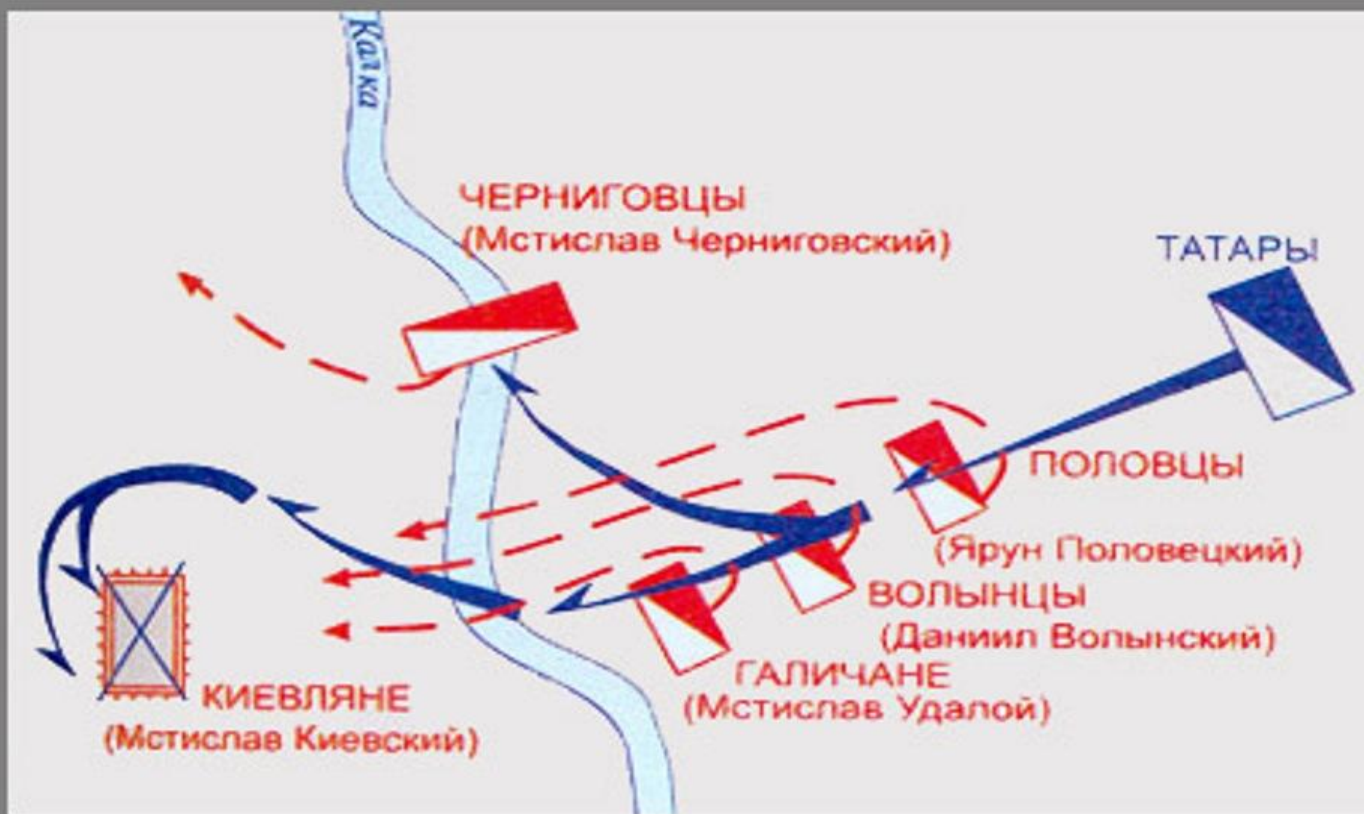 Калка
ЧЕРНИГОВЦЫ
(Мстислав Черниговский)
ТАТАРЫ
ПОЛОВЦЫ
(Ярун Половецкий)
ВОЛЫНЦЫ
(Даниил Волынский)
ГАЛИЧАНЕ
(Мстислав Удалой)
КИЕВЛЯНЕ
(Мстислав Киевский)